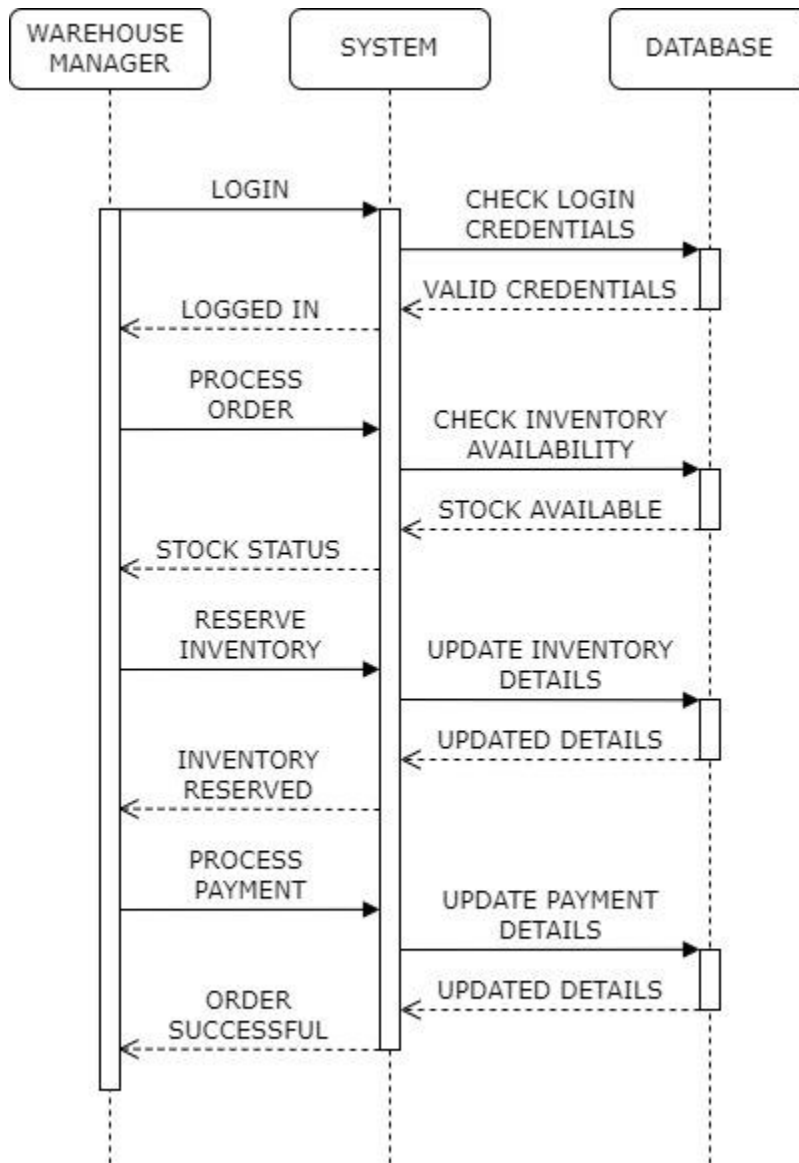 WAREHOUSE
MANAGER
SYSTEM
DATABASE
LOGIN
CHECK LOGIN
CREDENTIALS
VALID CREDENTIALS
LOGGED IN
PROCESS
ORDER
CHECK INVENTORY
AVAILABILITY
STOCK AVAILABLE
STOCK STATUS
RESERVE
INVENTORY
UPDATE INVENTORY
DETAILS
UPDATED DETAILS
INVENTORY
RESERVED
PROCESS
PAYMENT
UPDATE PAYMENT
DETAILS
UPDATED DETAILS
ORDER
SUCCESSFUL